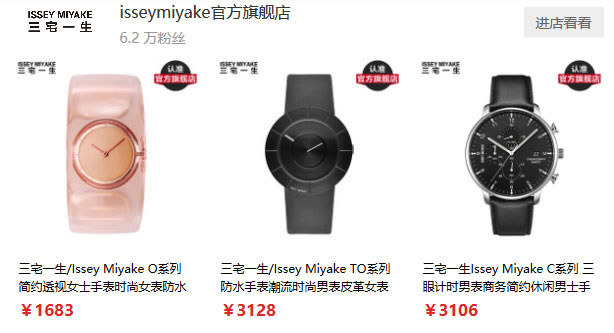 ISSEY MIYAKE
三宅一生
isseymiyake官方旗舰店
6.2 万粉丝
进店看看
ISSEY MIYAKE
三宅一生
认准
官方旗舰店
ISSEY MIYAKE
三宅一生
认准
官方旗舰店
ISSEY MIYAKE
三宅一生
认准
官方旗舰店
三宅一生/Issey Miyake O系列
简约透视女士手表时尚女表防水
￥1683
三宅一生/Issey Miyake TO系列
防水手表潮流时尚男表皮革女表
￥3128
三宅一生Issey Miyake C系列 三
眼计时男表商务简约休闲男士手
￥3106